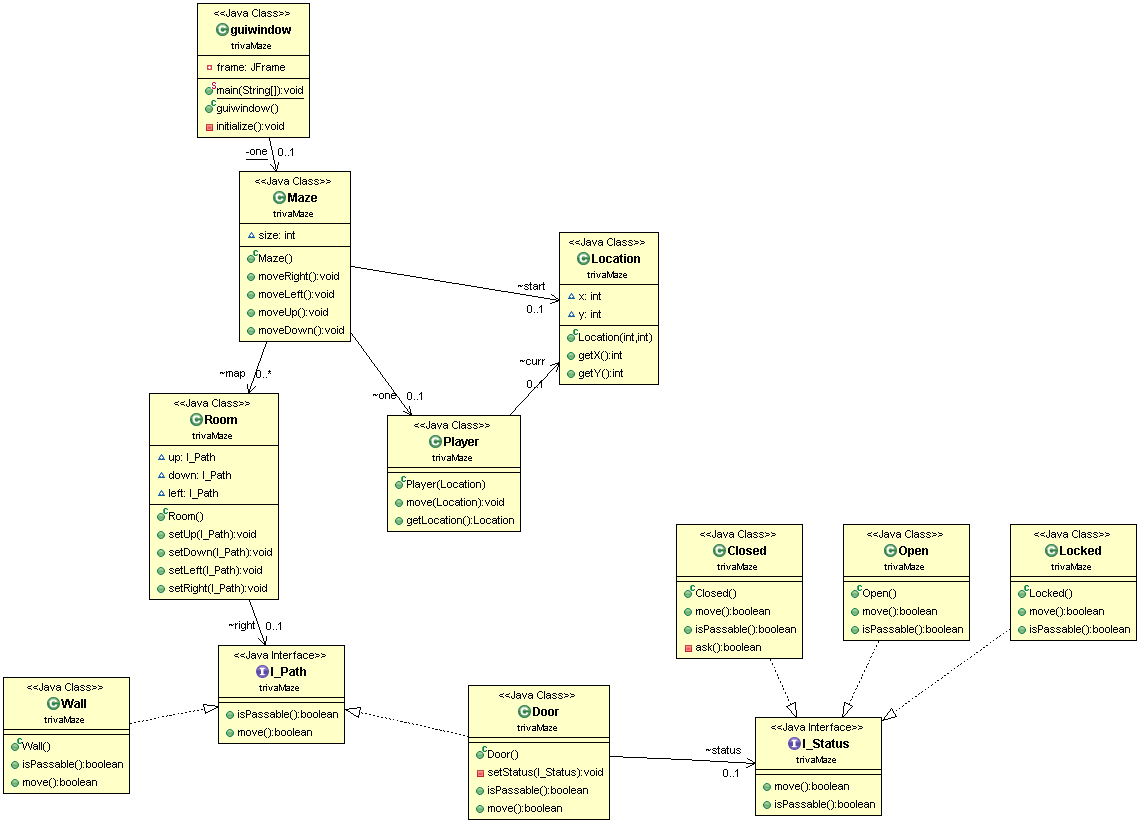 <<Java Class>>
guiwindow
trivaMaze
frame: JFrame
main(String[]):void
guiwindow()
initialize():void
-one 0..1
<<Java Class>>
Maze
trivaMaze
size: int
Maze()
moveRight():void
moveLeft():void
moveUp():void
moveDown():void
~start
0..1
<<Java Class>>
Location
trivaMaze
x: int
y: int
Location(int,int)
getX():int
getY():int
~curr
0..1
~map 0..*
~one 0..1
<<Java Class>>
Room
trivaMaze
up: I_Path
down: I_Path
left: I_Path
Room()
setUp(I_Path):void
setDown(I_Path):void
setLeft(I_Path):void
setRight(I_Path):void
<<Java Class>>
Player
trivaMaze
Player(Location)
move(Location):void
getLocation():Location
<<Java Class>>
Closed
trivaMaze
Closed()
move():boolean
isPassable():boolean
ask():boolean
<<Java Class>>
Open
trivaMaze
Open()
move():boolean
isPassable():boolean
<<Java Class>>
Locked
trivaMaze
Locked()
move():boolean
isPassable():boolean
~right 0..1
<<Java Interface>>
I_Path
trivaMaze
isPassable():boolean
move():boolean
<<Java Class>>
Wall
trivaMaze
Wall()
isPassable():boolean
move():boolean
<<Java Class>>
Door
trivaMaze
Door()
setStatus(I_Status):void
isPassable():boolean
move():boolean
~status
0..1
<<Java Interface>>
I_Status
trivaMaze
move():boolean
isPassable():boolean